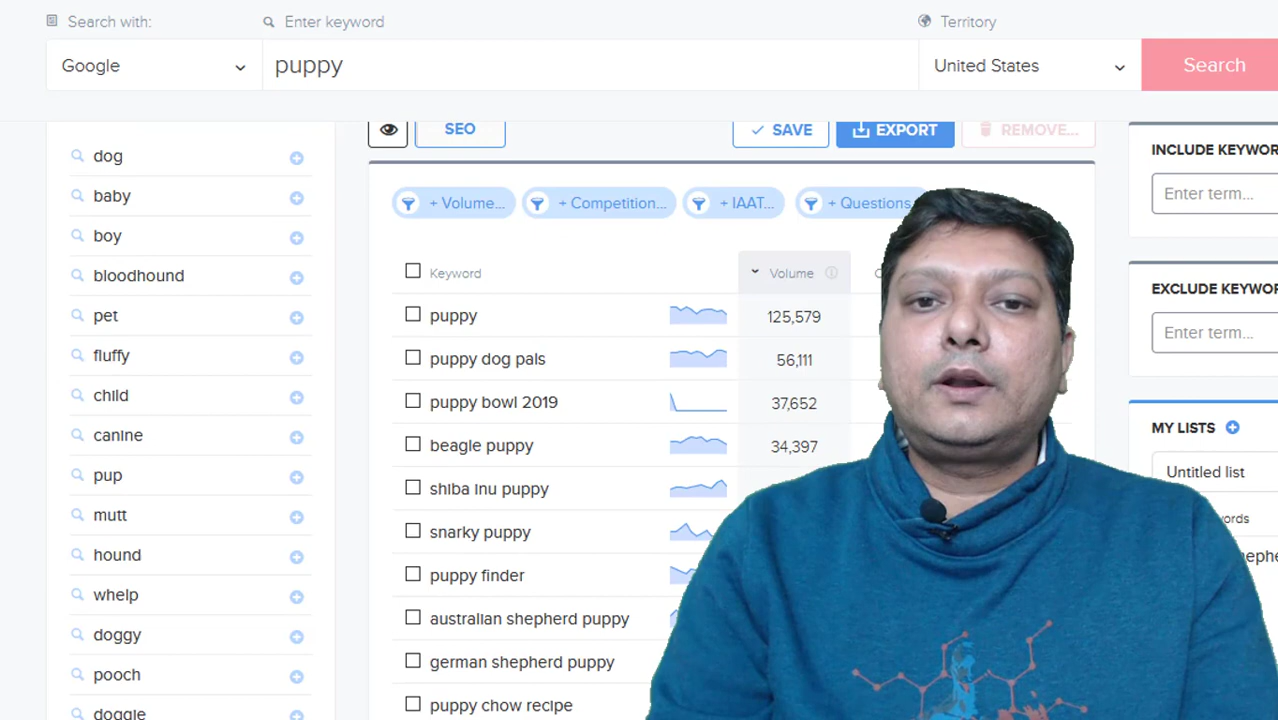 Search with:
Enter keyword
Territory
Google
puppy
United States
Search
SEO
SAVE
EXPORT
REMOVE...
dog
baby
boy
bloodhound
pet
fluffy
child
canine
pup
mutt
hound
whelp
doggy
pooch
doggie
+ Volume...
+ Competition...
+ IAAT...
+ Questions
Keyword
Volume
puppy
125,579
puppy dog pals
56,111
puppy bowl 2019
37,652
beagle puppy
34,397
shiba inu puppy
snarky puppy
puppy finder
australian shepherd puppy
german shepherd puppy
puppy chow recipe
INCLUDE
Enter term...
EXCLUDE
Enter term...
MY LISTS
Untitled list